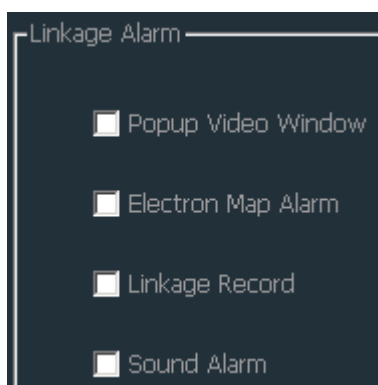 Linkage Alarm
Popup Video Window
Electron Map Alarm
Linkage Record
Sound Alarm